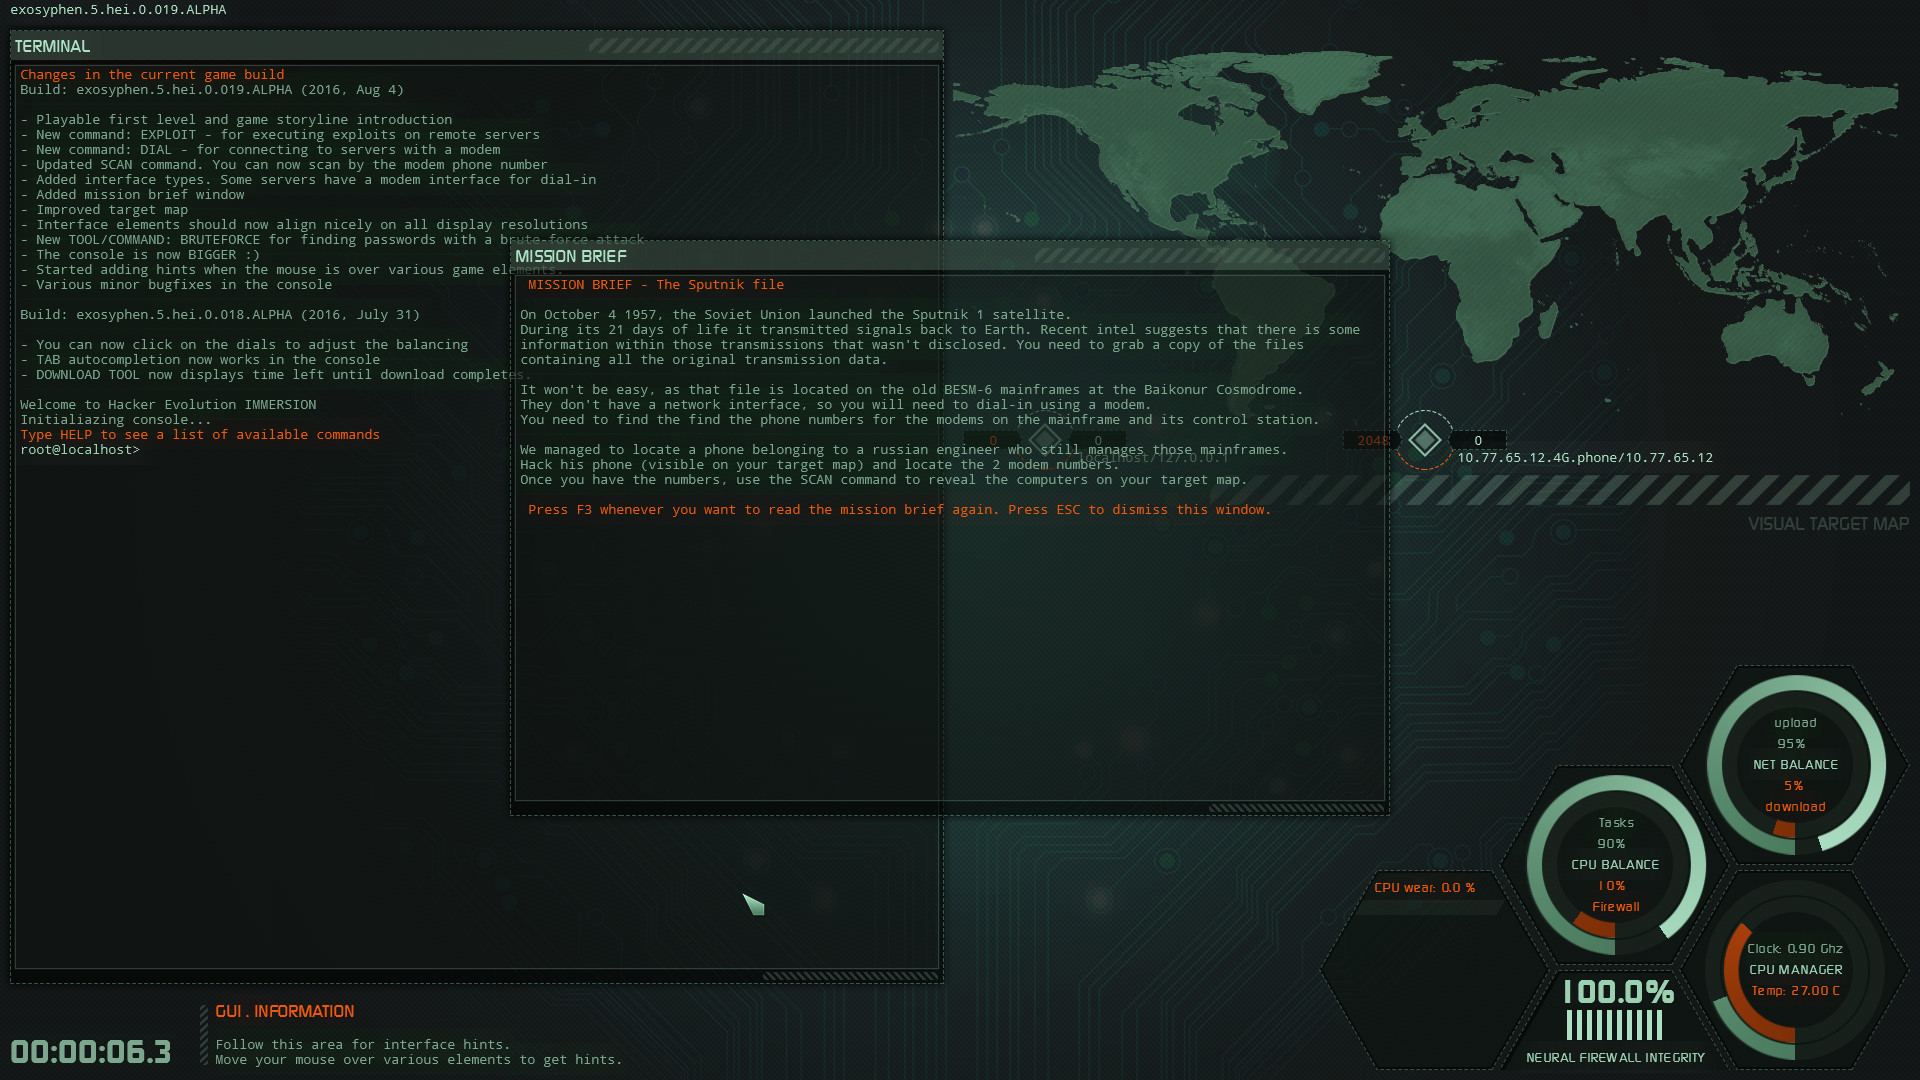 exosyphen.5.hei.0.019.ALPHA
TERMINAL
Changes in the current game build
Build: exosyphen.5.hei.0.019.ALPHA (2016, Aug 4)
- Playable first level and game storyline introduction
- New command: EXPLOIT - for executing exploits on remote servers
- New command: DIAL - for connecting to servers with a modem
- Updated SCAN command. You can now scan by the modem phone number
- Added interface types. Some servers have a modem interface for dial-in
- Added mission brief window
- Improved target map
- Interface elements should now align nicely on all display resolutions
- New TOOL/COMMAND: BRUTEFORCE for finding passwords with a brute-force attack
- The console is now BIGGER :)
- Started adding hints when the mouse is over various game elements.
- Various minor bugfixes in the console
Build: exosyphen.5.hei.0.018.ALPHA (2016, July 31)
- You can now click on the dials to adjust the balancing
- TAB autocompletion now works in the console
- DOWNLOAD TOOL now displays time left until download completes.
Welcome to Hacker Evolution IMMERSION
Initialiazing console...
Type HELP to see a list of available commands
root@localhost>
MISSION BRIEF
MISSION BRIEF - The Sputnik file
On October 4 1957, the Soviet Union launched the Sputnik 1 satellite.
During its 21 days of life it transmitted signals back to Earth. Recent intel suggests that there is some
information within those transmissions that wasn't disclosed. You need to grab a copy of the files
containing all the original transmission data.
It won't be easy, as that file is located on the old BESM-6 mainframes at the Baikonur Cosmodrome.
They don't have a network interface, so you will need to dial-in using a modem.
You need to find the find the phone numbers for the modems on the mainframe and its control station.
We managed to locate a phone belonging to a russian engineer who still manages those mainframes.
Hack his phone (visible on your target map) and locate the 2 modem numbers.
Once you have the numbers, use the SCAN command to reveal the computers on your target map.
Press F3 whenever you want to read the mission brief again. Press ESC to dismiss this window.
0
0
localhost/127.0.0.1
2048
0
10.77.65.12.4G.phone/10.77.65.12
VISUAL TARGET MAP
upload
95%
NET BALANCE
5%
download
Tasks
90%
CPU BALANCE
10%
Firewall
CPU wear: 0.0 %
Clock: 0.90 Ghz
CPU MANAGER
Temp: 27.00 C
100.0%
NEURAL FIREWALL INTEGRITY
GUI . INFORMATION
Follow this area for interface hints.
Move your mouse over various elements to get hints.
00:00:06.3